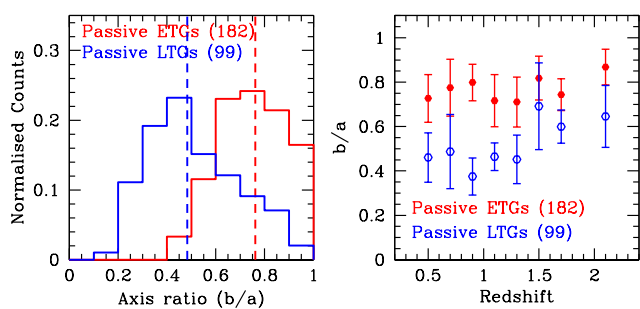 Passive ETGs (182)
Passive LTGs (99)
Normalised Counts
0.3
0.2
0.1
0
0 0.2 0.4 0.6 0.8 1
Axis ratio (b/a)
b/a
1
0.8
0.6
0.4
0.2
0
Passive ETGs (182)
Passive LTGs (99)
0.5 1 1.5 2
Redshift